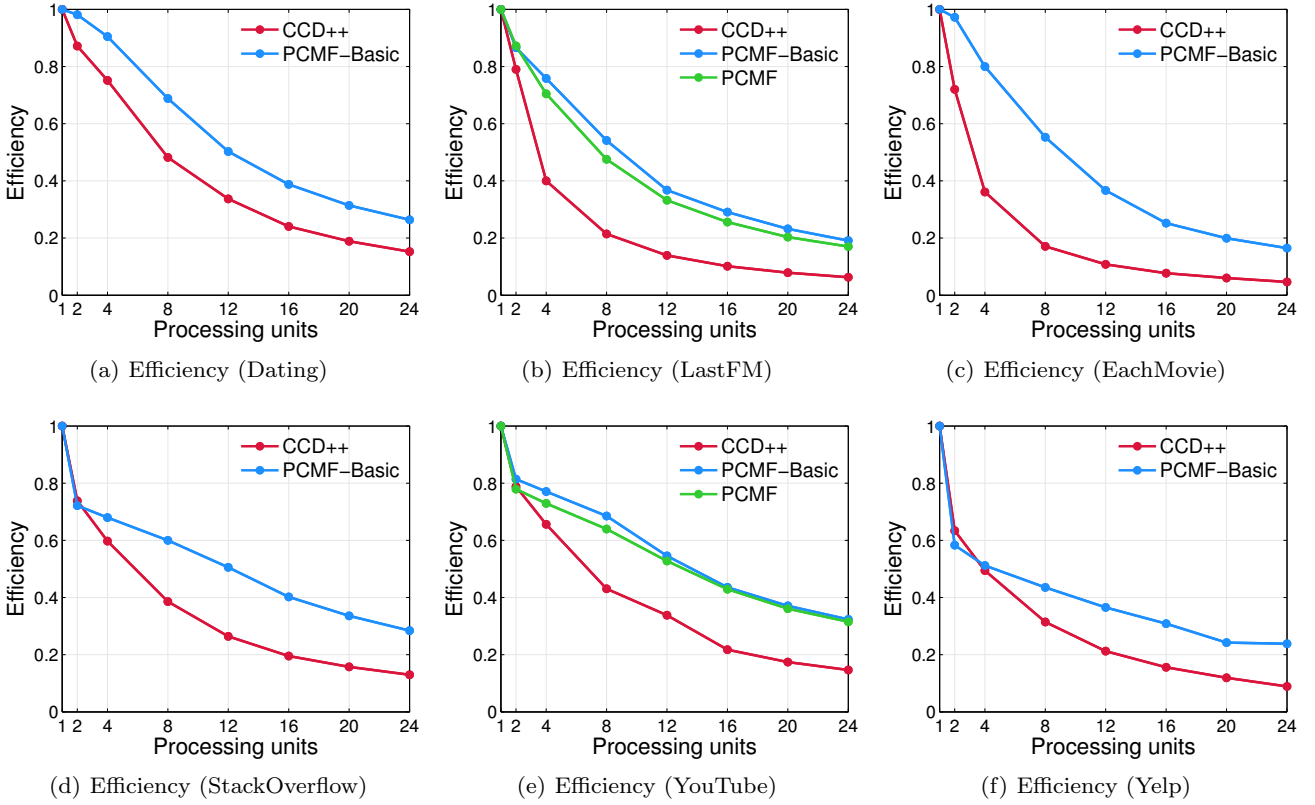 1
0.8
0.6
0.4
0.2
0
Efficiency
CCD++
PCMF−Basic
1 2 4 8 12 16 20 24
Processing units
(a) Efficiency (Dating)
1
0.8
0.6
0.4
0.2
0
Efficiency
CCD++
PCMF−Basic
PCMF
1 2 4 8 12 16 20 24
Processing units
(b) Efficiency (LastFM)
1
0.8
0.6
0.4
0.2
0
Efficiency
CCD++
PCMF−Basic
1 2 4 8 12 16 20 24
Processing units
(c) Efficiency (EachMovie)
1
0.8
0.6
0.4
0.2
0
Efficiency
CCD++
PCMF−Basic
1 2 4 8 12 16 20 24
Processing units
(d) Efficiency (StackOverflow)
1
0.8
0.6
0.4
0.2
0
Efficiency
CCD++
PCMF−Basic
PCMF
1 2 4 8 12 16 20 24
Processing units
(e) Efficiency (YouTube)
1
0.8
0.6
0.4
0.2
0
Efficiency
CCD++
PCMF−Basic
1 2 4 8 12 16 20 24
Processing units
(f) Efficiency (Yelp)